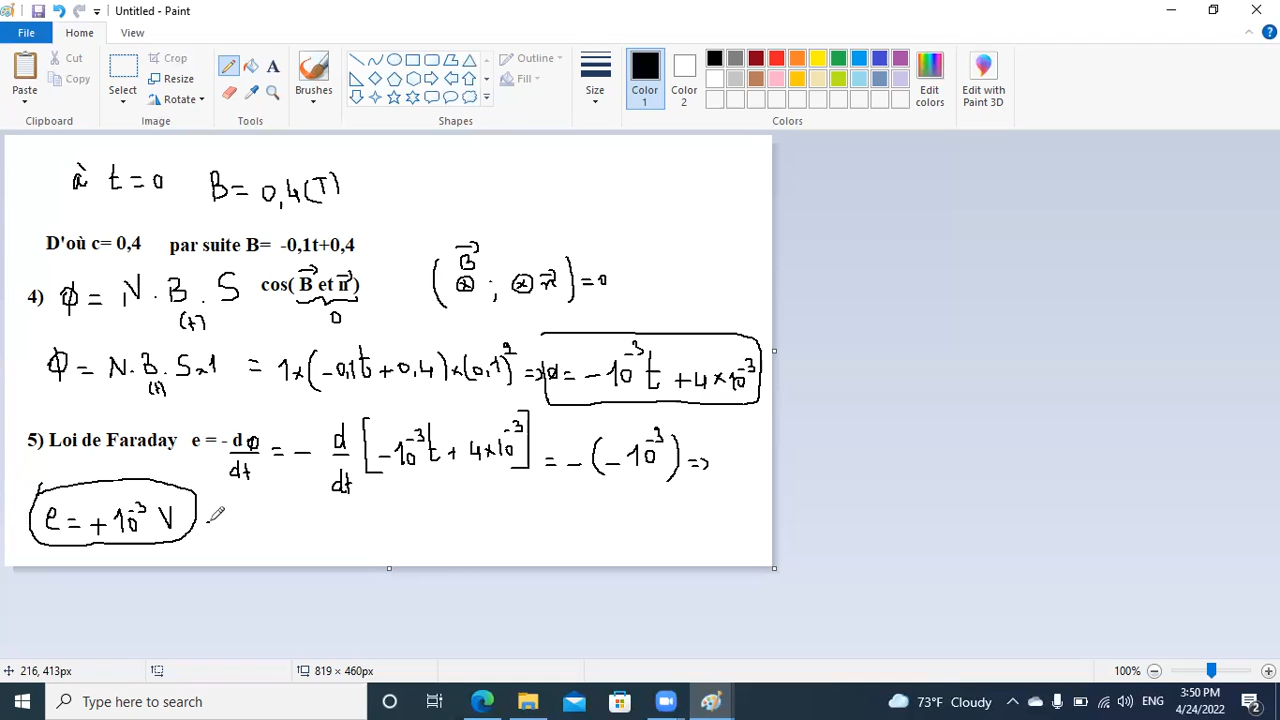 Untitled - Paint
File Home View
Paste Cut Copy Clipboard
Select Crop Resize Rotate Image
Tools
Brushes
Outline Fill Shapes
Size
Color 1 Color 2 Edit colors Edit with Paint 3D Colors
à t = 0 B = 0,4(T)
D'où c= 0,4 par suite B= -0,1t+0,4
4) ϕ = N . B(t) . S cos( B⃗ et n⃗ ) ( B⃗ ⊗ ; ⊗ n⃗ ) = 0
0
ϕ = N.B(t).S×1 = 1×(-0,1t + 0,4)×(0,1)² => ϕ = -10⁻³t + 4×10⁻³
5) Loi de Faraday e = - dϕ/dt = - d/dt [-10⁻³t + 4×10⁻³] = -(-10⁻³) =>
e = +10⁻³ V
216, 413px 819 × 460px 100%
Type here to search 73°F Cloudy ENG 3:50 PM 4/24/2022 2